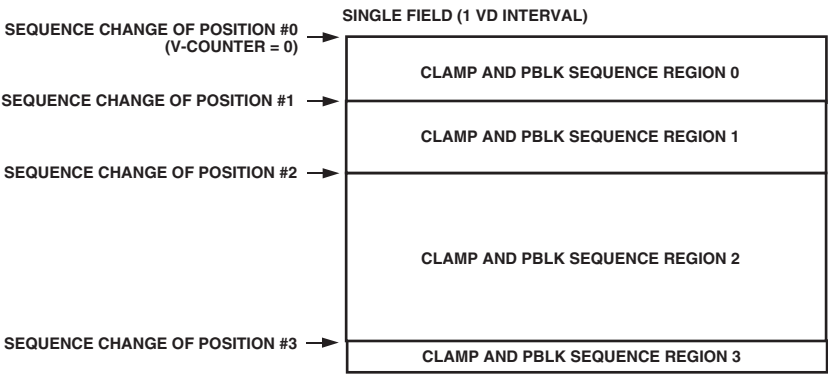 SINGLE FIELD (1 VD INTERVAL)
SEQUENCE CHANGE OF POSITION #0
(V-COUNTER = 0)
CLAMP AND PBLK SEQUENCE REGION 0
SEQUENCE CHANGE OF POSITION #1
CLAMP AND PBLK SEQUENCE REGION 1
SEQUENCE CHANGE OF POSITION #2
CLAMP AND PBLK SEQUENCE REGION 2
SEQUENCE CHANGE OF POSITION #3
CLAMP AND PBLK SEQUENCE REGION 3